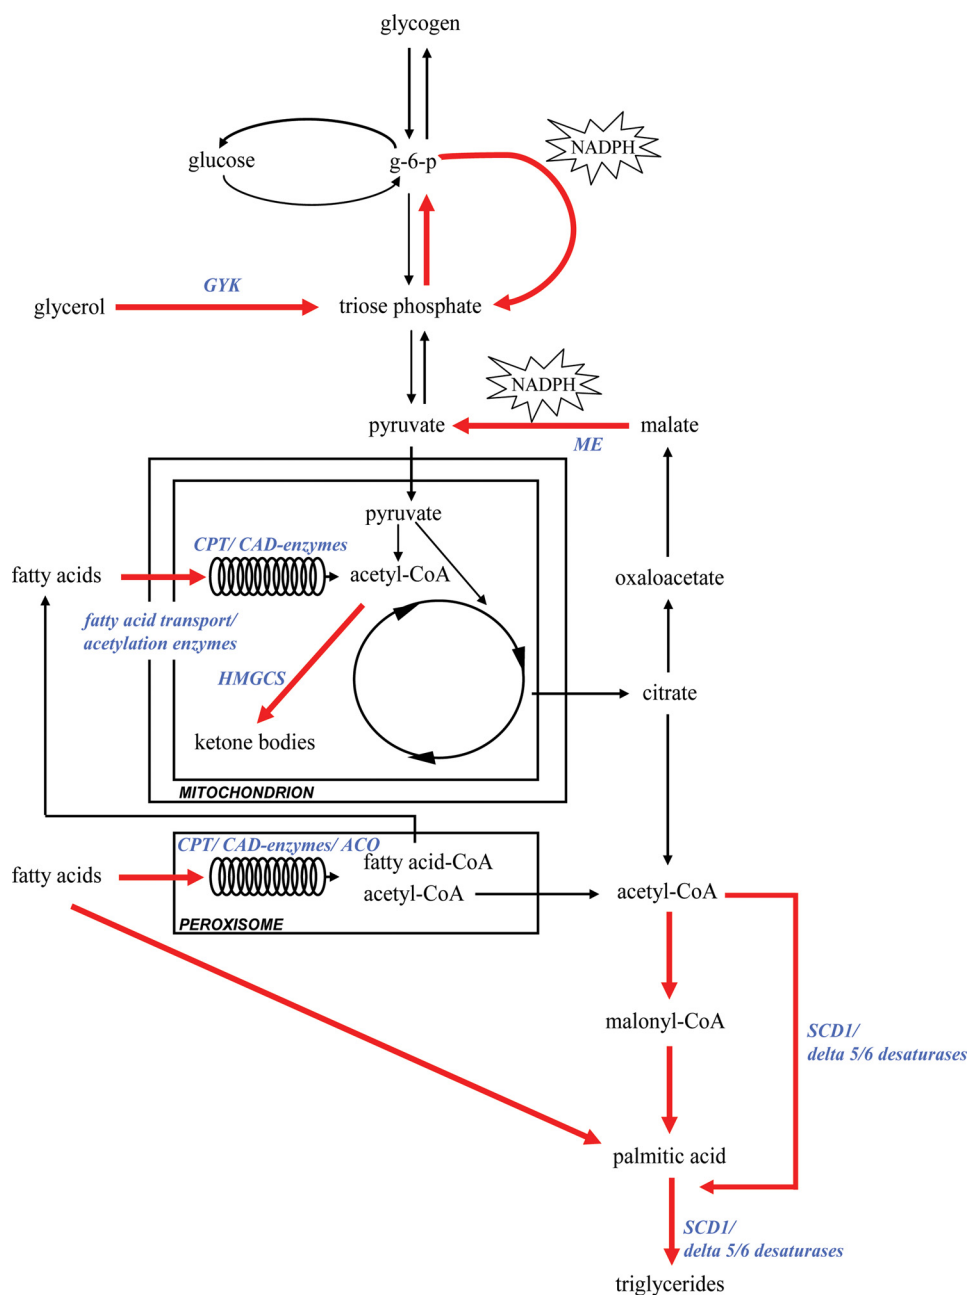 glycogen
NADPH
glucose
g-6-p
GYK
glycerol
triose phosphate
NADPH
pyruvate
malate
ME
pyruvate
CPT/ CAD-enzymes
fatty acids
acetyl-CoA
oxaloacetate
fatty acid transport/
acetylation enzymes
HMGCS
citrate
ketone bodies
MITOCHONDRION
CPT/ CAD-enzymes/ ACO
fatty acid-CoA
fatty acids
acetyl-CoA
acetyl-CoA
PEROXISOME
malonyl-CoA
SCD1/
delta 5/6 desaturases
palmitic acid
SCD1/
delta 5/6 desaturases
triglycerides